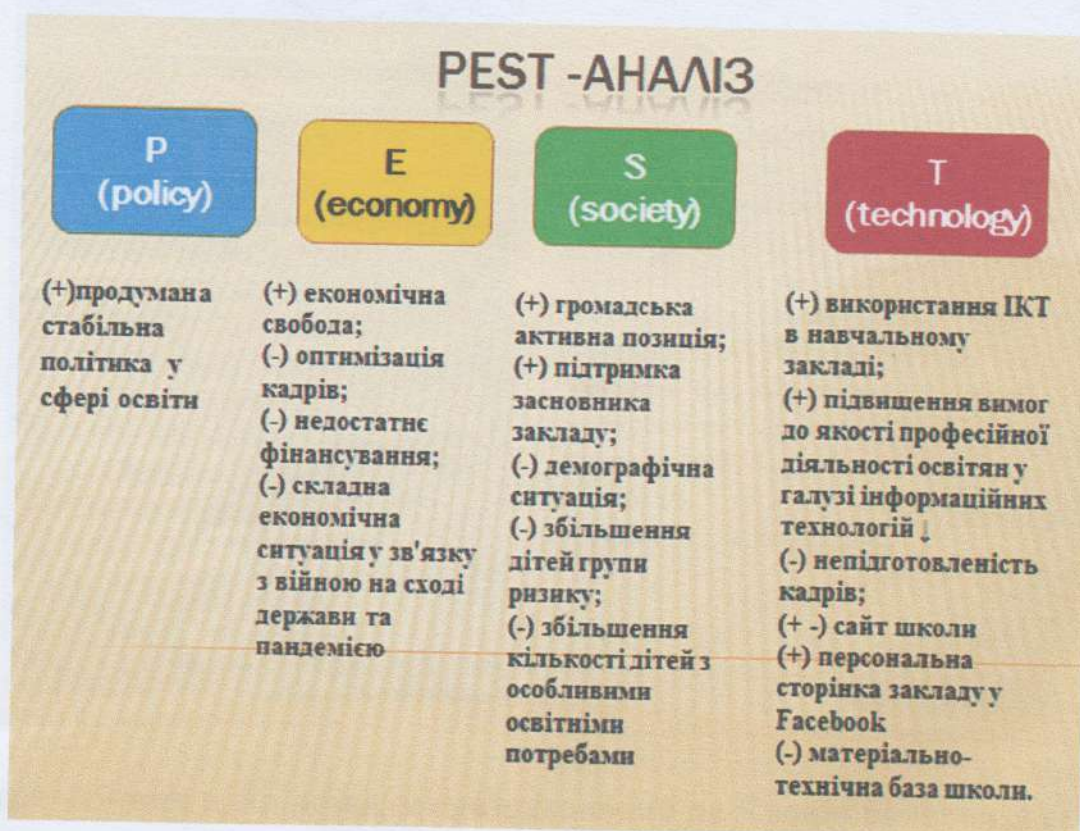 PEST -АНАЛІЗ
P
(policy)
E
(economy)
S
(society)
T
(technology)
(+)продумана
стабільна
політика у
сфері освіти
(+) економічна
свобода;
(-) оптимізація
кадрів;
(-) недостатнє
фінансування;
(-) складна
економічна
ситуація у зв'язку
з війною на сході
держави та
пандемією
(+) громадська
активна позиція;
(+) підтримка
засновника
закладу;
(-) демографічна
ситуація;
(-) збільшення
дітей групи
ризику;
(-) збільшення
кількості дітей з
особливими
освітніми
потребами
(+) використання ІКТ
в навчальному
закладі;
(+) підвищення вимог
до якості професійної
діяльності освітян у
галузі інформаційних
технологій ↓
(-) непідготовленість
кадрів;
(+ -) сайт школи
(+) персональна
сторінка закладу у
Facebook
(-) матеріально-
технічна база школи.